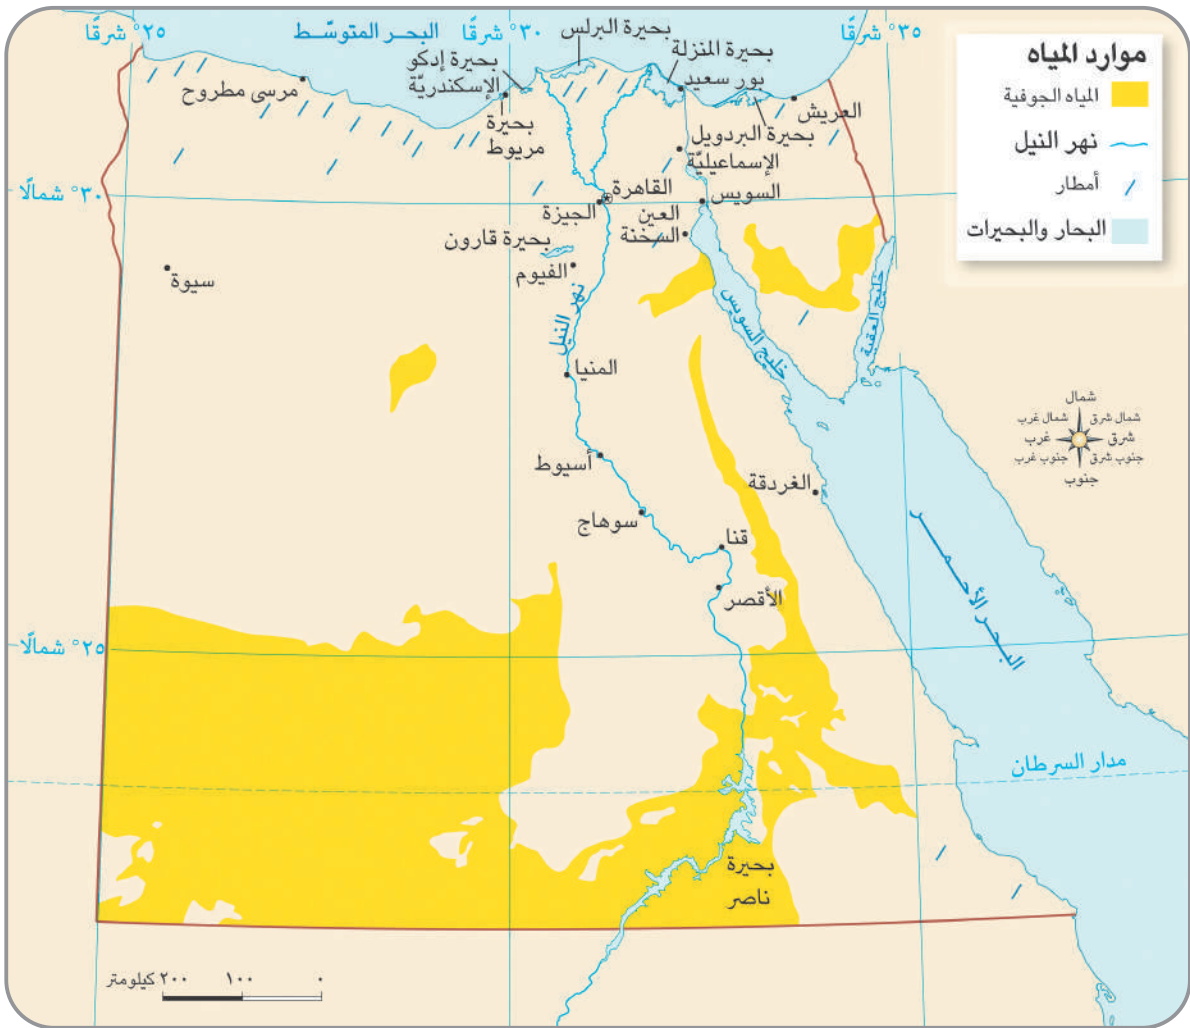 ٢٥° شرقًا
٣٠° شرقًا
٣٥° شرقًا
البحـر المتوسّـط
بحيرة البرلس
بحيرة المنزلة
بحيرة إدكو
الإسكندريّة
بور سعيد
مرسى مطروح
العريش
بحيرة
مريوط
بحيرة البردويل
الإسماعيليّة
٣٠° شمالًا
القاهرة
السويس
الجيزة
العين
السخنة
بحيرة قارون
الفيوم
سيوة
نهر النيل
خليج السويس
خليج العقبة
المنيا
أسيوط
الغردقة
سوهاج
قنا
الأقصر
البحـر الأحمـر
٢٥° شمالًا
مدار السرطان
بحيرة
ناصر
موارد المياه
المياه الجوفية
نهر النيل
أمطار
البحار والبحيرات
شمال
شمال غرب
شمال شرق
غرب
شرق
جنوب غرب
جنوب شرق
جنوب
٠
١٠٠
٢٠٠ كيلومتر